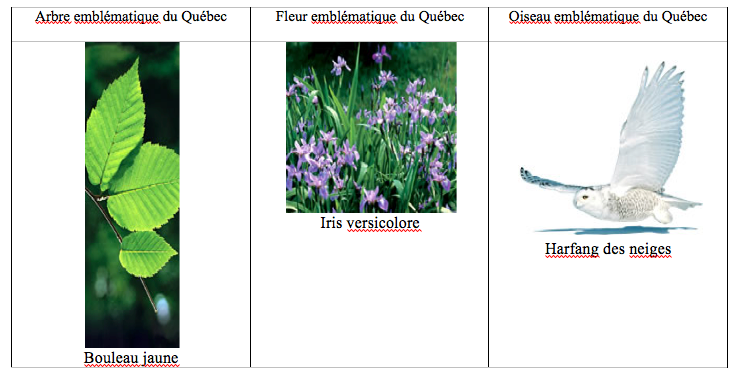 Arbre emblématique du Québec
Fleur emblématique du Québec
Oiseau emblématique du Québec
Bouleau jaune
Iris versicolore
Harfang des neiges